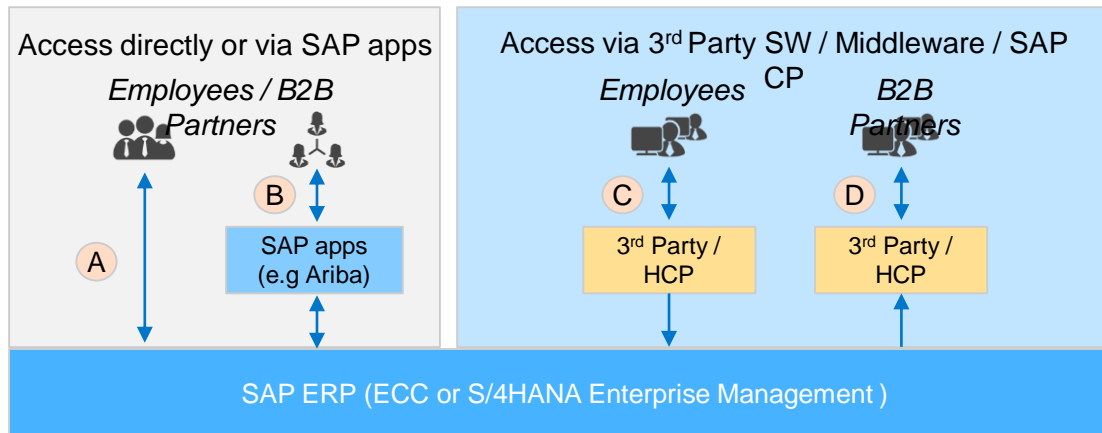 Access directly or via SAP apps
Employees / B2B
Partners
A
B
SAP apps
(e.g Ariba)
Access via 3rd Party SW / Middleware / SAP
CP
Employees
B2B
Partners
C
D
3rd Party /
HCP
3rd Party /
HCP
SAP ERP (ECC or S/4HANA Enterprise Management )